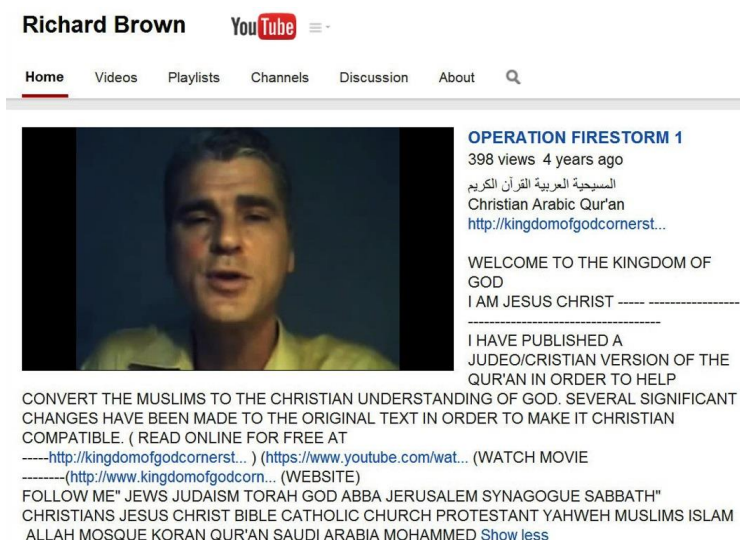 Richard Brown
YouTube
Home Videos Playlists Channels Discussion About
OPERATION FIRESTORM 1
398 views 4 years ago
المسيحية العربية القرآن الكريم
Christian Arabic Qur'an
http://kingdomofgodcornerst...
WELCOME TO THE KINGDOM OF
GOD
I AM JESUS CHRIST ----- -----------------
------------------------------------
I HAVE PUBLISHED A
JUDEO/CRISTIAN VERSION OF THE
QUR'AN IN ORDER TO HELP
CONVERT THE MUSLIMS TO THE CHRISTIAN UNDERSTANDING OF GOD. SEVERAL SIGNIFICANT
CHANGES HAVE BEEN MADE TO THE ORIGINAL TEXT IN ORDER TO MAKE IT CHRISTIAN
COMPATIBLE. ( READ ONLINE FOR FREE AT
-----http://kingdomofgodcornerst... ) (https://www.youtube.com/wat... (WATCH MOVIE
--------(http://www.kingdomofgodcorn... (WEBSITE)
FOLLOW ME" JEWS JUDAISM TORAH GOD ABBA JERUSALEM SYNAGOGUE SABBATH"
CHRISTIANS JESUS CHRIST BIBLE CATHOLIC CHURCH PROTESTANT YAHWEH MUSLIMS ISLAM
ALLAH MOSQUE KORAN QUR'AN SAUDI ARABIA MOHAMMED Show less